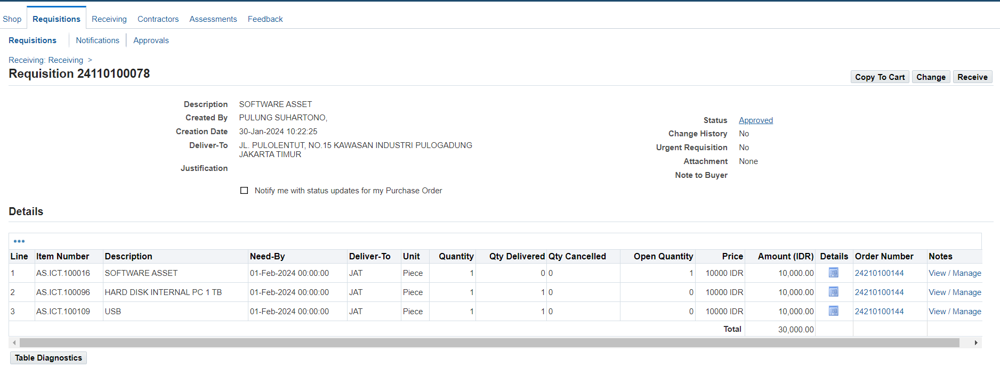 Shop Requisitions Receiving Contractors Assessments Feedback
Requisitions Notifications Approvals
Receiving: Receiving >
Requisition 24110100078
Copy To Cart Change Receive
Description SOFTWARE ASSET
Created By PULUNG SUHARTONO,
Creation Date 30-Jan-2024 10:22:25
Deliver-To JL. PULOLENTUT, NO.15 KAWASAN INDUSTRI PULOGADUNG
JAKARTA TIMUR
Justification
Status Approved
Change History No
Urgent Requisition No
Attachment None
Note to Buyer
Notify me with status updates for my Purchase Order
Details
Line Item Number Description Need-By Deliver-To Unit Quantity Qty Delivered Qty Cancelled Open Quantity Price Amount (IDR) Details Order Number Notes
1 AS.ICT.100016 SOFTWARE ASSET 01-Feb-2024 00:00:00 JAT Piece 1 0 0 1 10000 IDR 10,000.00 24210100144 View / Manage
2 AS.ICT.100096 HARD DISK INTERNAL PC 1 TB 01-Feb-2024 00:00:00 JAT Piece 1 1 0 0 10000 IDR 10,000.00 24210100144 View / Manage
3 AS.ICT.100109 USB 01-Feb-2024 00:00:00 JAT Piece 1 1 0 0 10000 IDR 10,000.00 24210100144 View / Manage
Total 30,000.00
Table Diagnostics